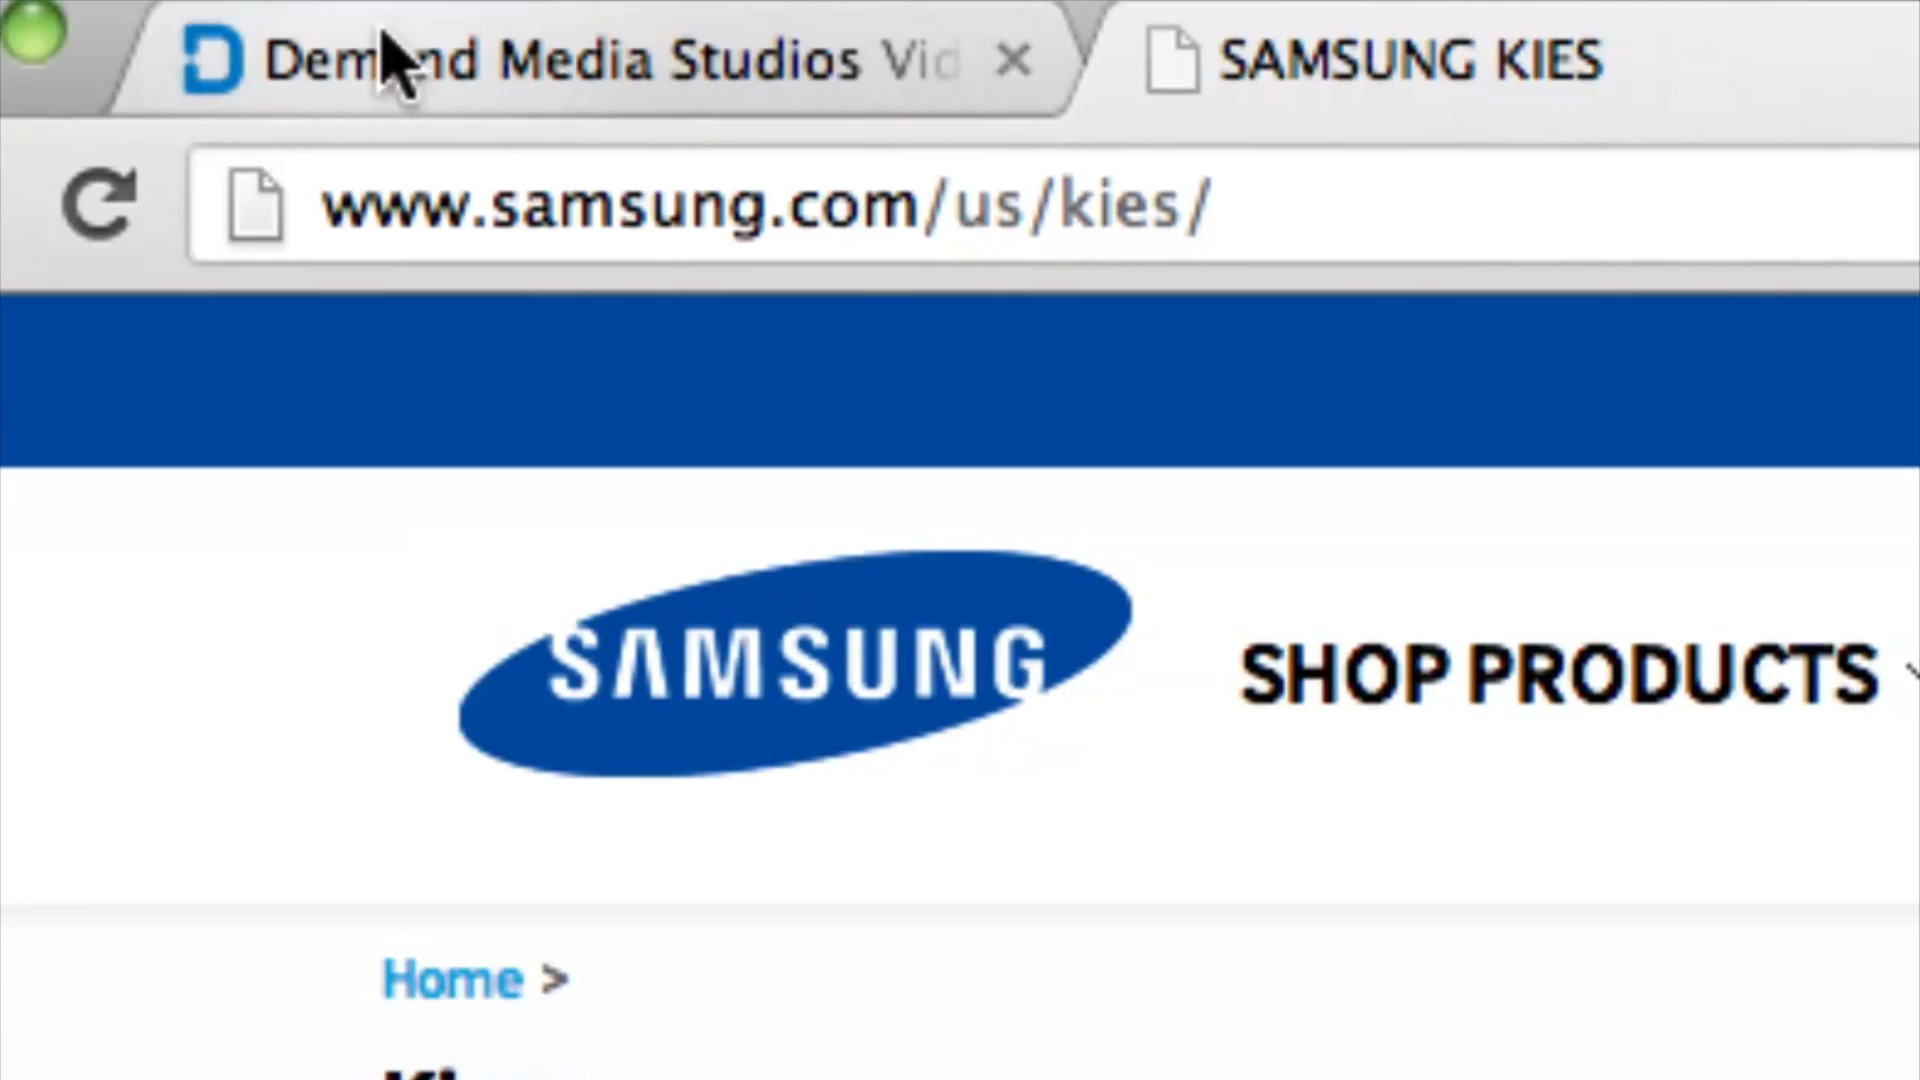 Demand Media Studios Vid
SAMSUNG KIES
www.samsung.com/us/kies/
SAMSUNG
SHOP PRODUCTS
Home >